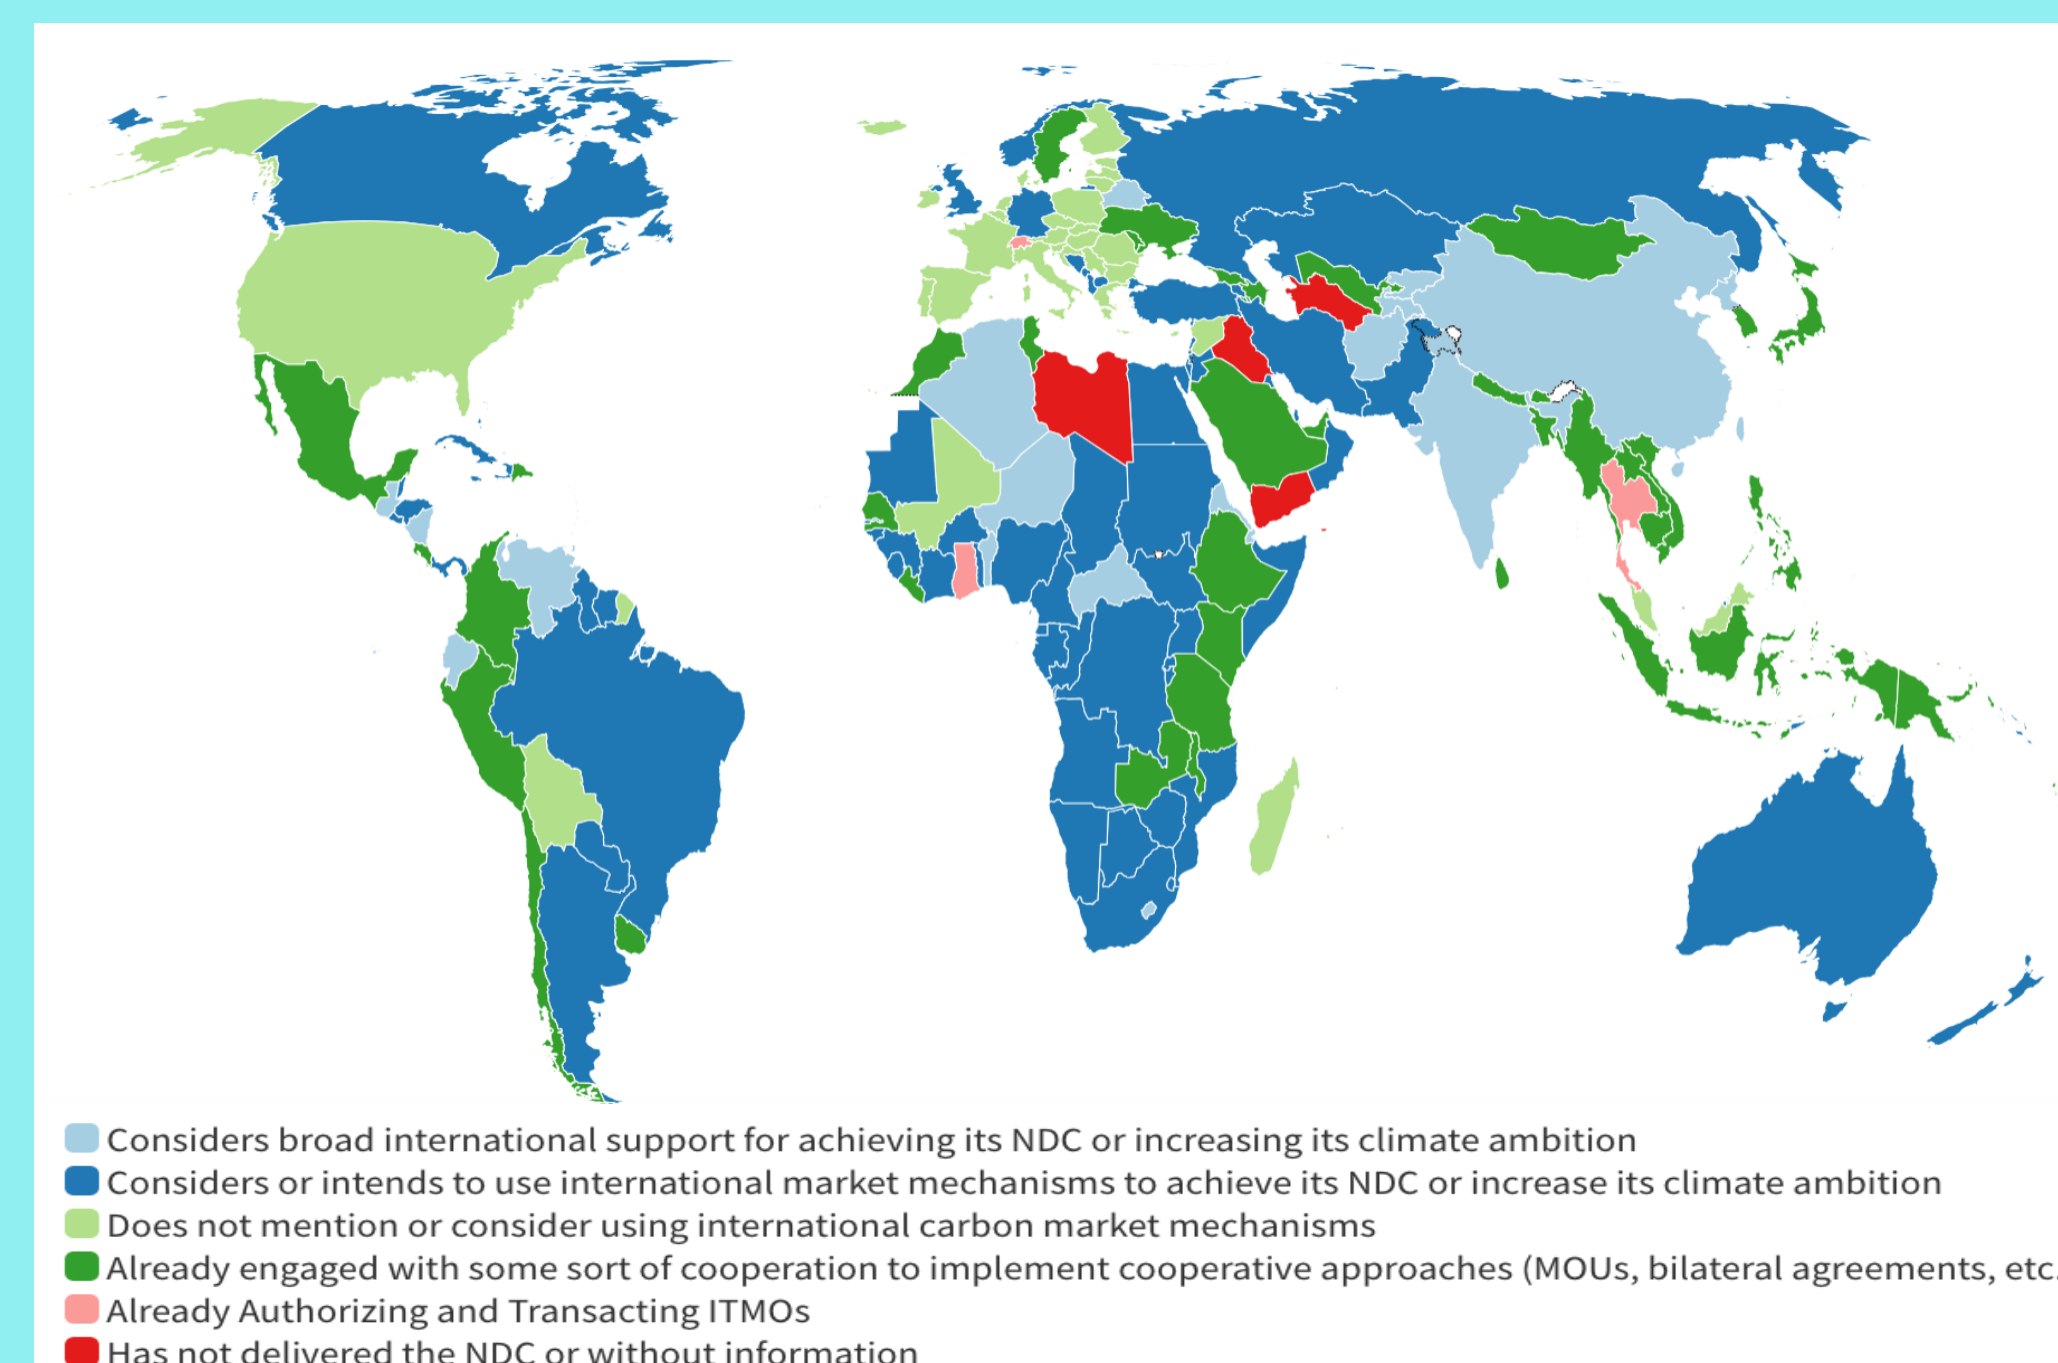 Considers broad international support for achieving its NDC or increasing its climate ambition
Considers or intends to use international market mechanisms to achieve its NDC or increase its climate ambition
Does not mention or consider using international carbon market mechanisms
Already engaged with some sort of cooperation to implement cooperative approaches (MOUs, bilateral agreements, etc.
Already Authorizing and Transacting ITMOs
Has not delivered the NDC or without information